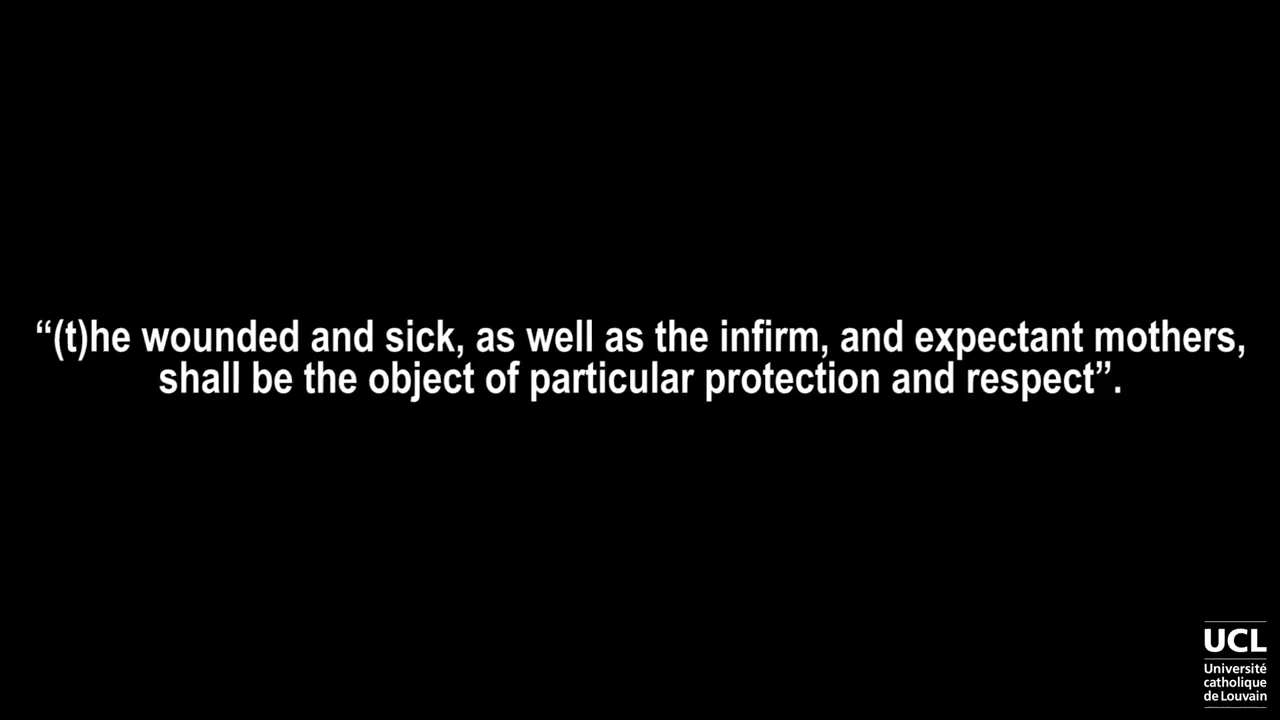 “(t)he wounded and sick, as well as the infirm, and expectant mothers,
shall be the object of particular protection and respect”.
UCL
Université
catholique
de Louvain